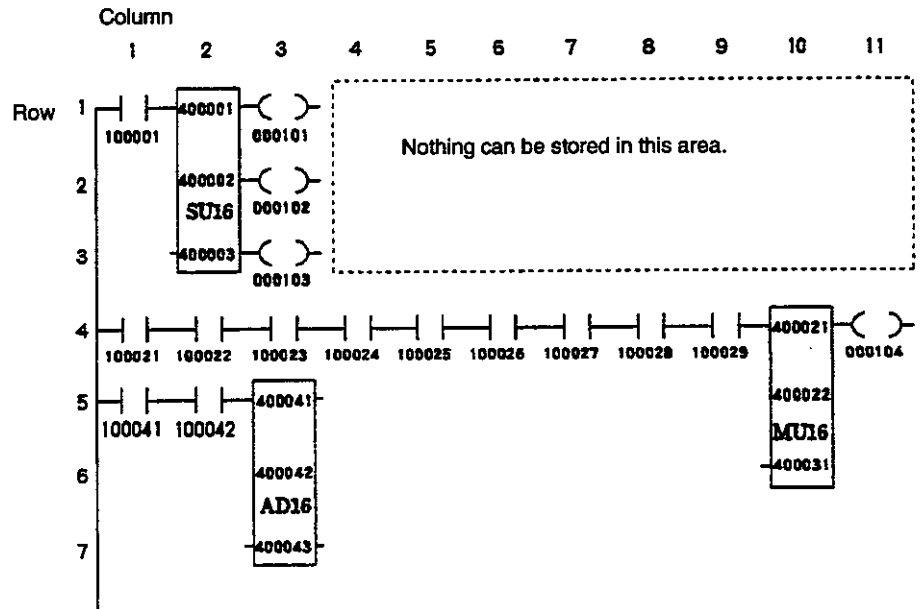 Column
1 2 3 4 5 6 7 8 9 10 11
Row 1 400001
100001 000101
Nothing can be stored in this area.
2 400002
SU16 000102
3 400003
000103
4 400021
100021 100022 100023 100024 100025 100026 100027 100028 100029 000104
5 400041 400022
100041 100042 MU16
6 400042 400031
AD16
7 400043